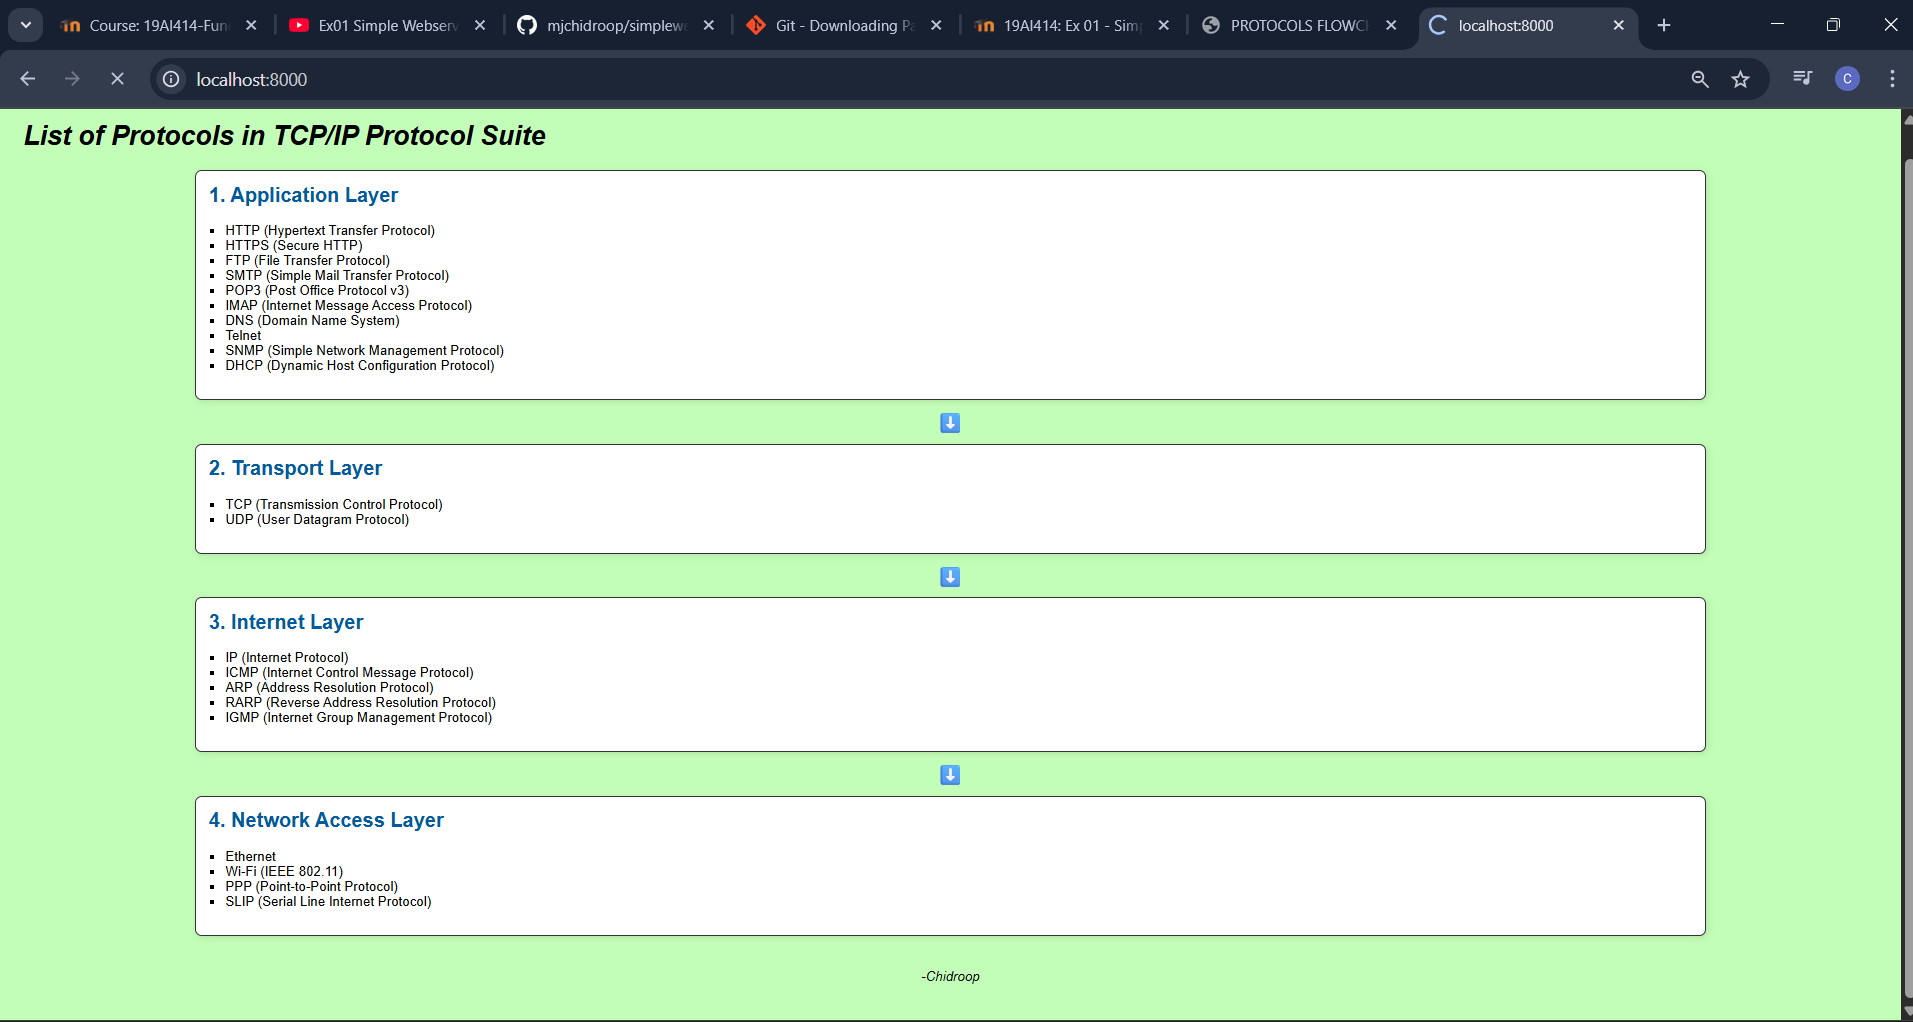 Course: 19AI414-Fun
Ex01 Simple Webserv
mjchidroop/simplewe
Git - Downloading Pa
19AI414: Ex 01 - Sim
PROTOCOLS FLOWCH
localhost:8000
localhost:8000
C
List of Protocols in TCP/IP Protocol Suite
1. Application Layer
▪ HTTP (Hypertext Transfer Protocol)
▪ HTTPS (Secure HTTP)
▪ FTP (File Transfer Protocol)
▪ SMTP (Simple Mail Transfer Protocol)
▪ POP3 (Post Office Protocol v3)
▪ IMAP (Internet Message Access Protocol)
▪ DNS (Domain Name System)
▪ Telnet
▪ SNMP (Simple Network Management Protocol)
▪ DHCP (Dynamic Host Configuration Protocol)
2. Transport Layer
▪ TCP (Transmission Control Protocol)
▪ UDP (User Datagram Protocol)
3. Internet Layer
▪ IP (Internet Protocol)
▪ ICMP (Internet Control Message Protocol)
▪ ARP (Address Resolution Protocol)
▪ RARP (Reverse Address Resolution Protocol)
▪ IGMP (Internet Group Management Protocol)
4. Network Access Layer
▪ Ethernet
▪ Wi-Fi (IEEE 802.11)
▪ PPP (Point-to-Point Protocol)
▪ SLIP (Serial Line Internet Protocol)
-Chidroop